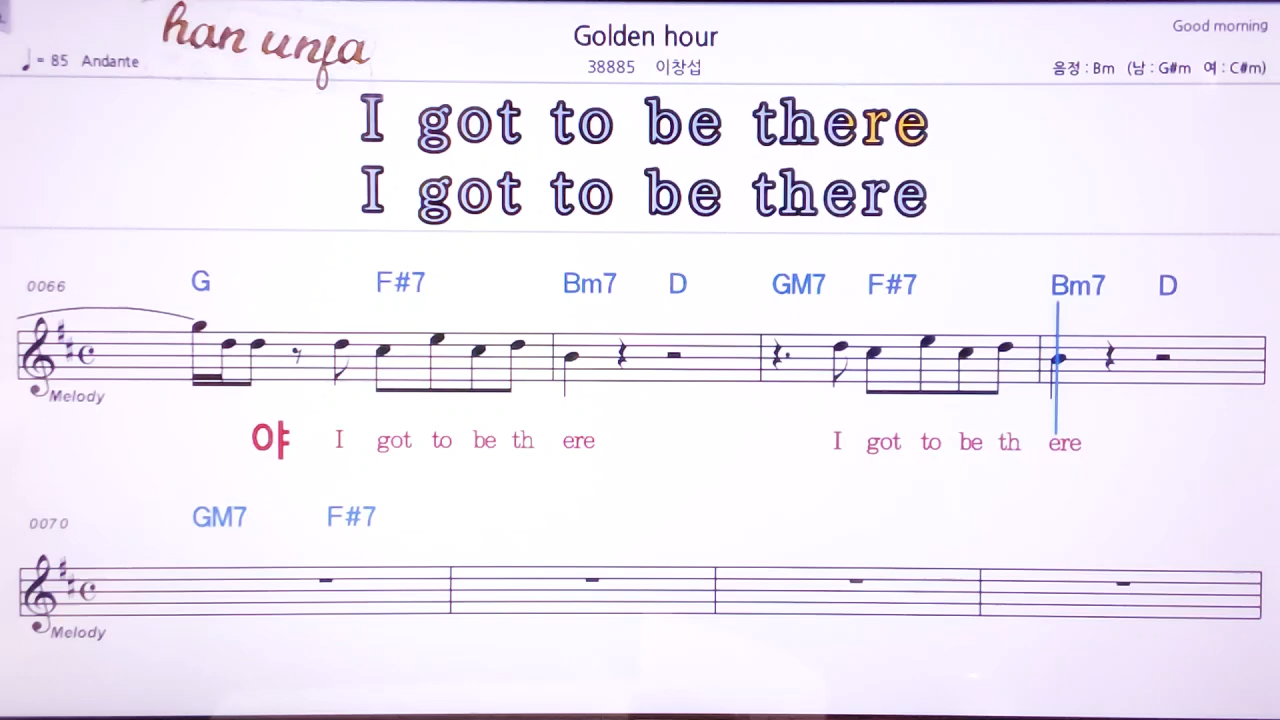 han unfa
Golden hour
Good morning
♩= 85 Andante
38885 이창섭
음정 : Bm (남 : G#m 여 : C#m)
I got to be there
I got to be there
0066 G F#7 Bm7 D GM7 F#7 Bm7 D
Melody
야 I got to be th ere I got to be th ere
0070 GM7 F#7
Melody